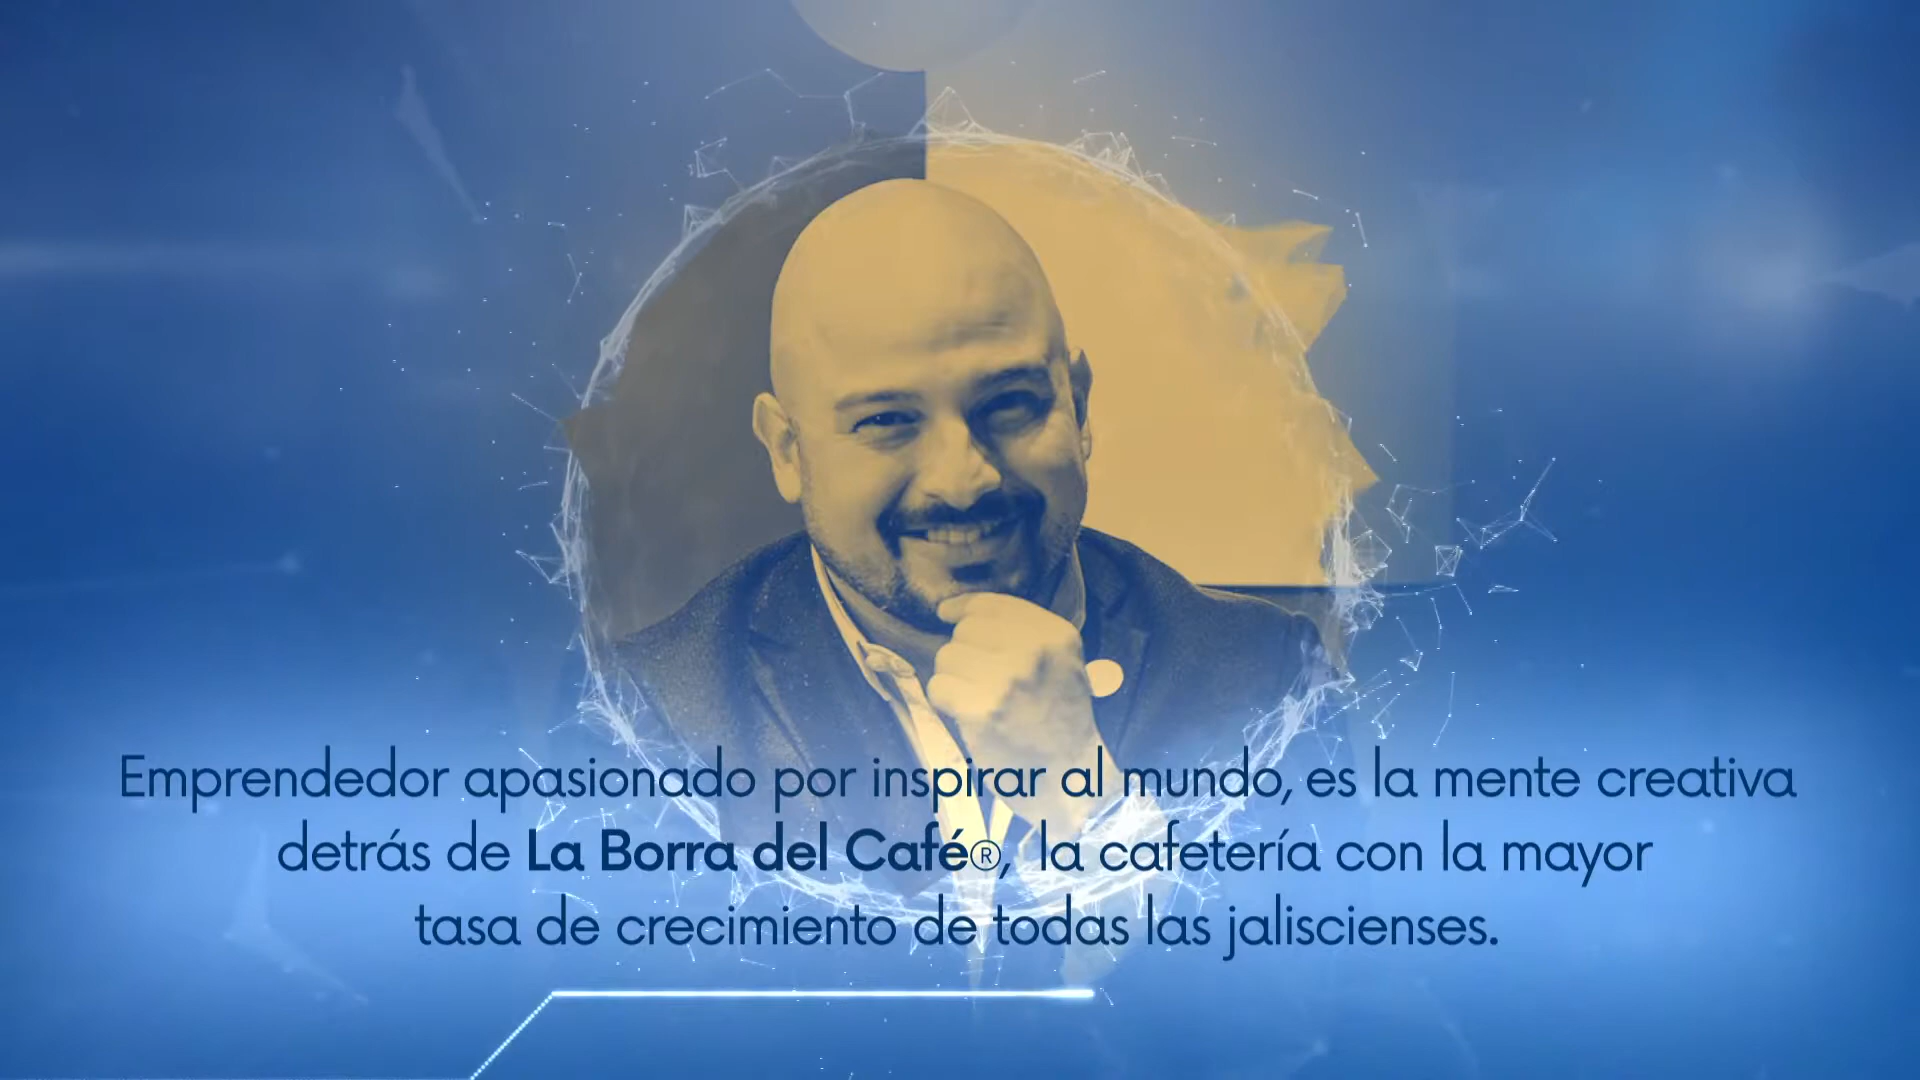 Emprendedor apasionado por inspirar al mundo, es la mente creativa
detrás de La Borra del Café®, la cafetería con la mayor
tasa de crecimiento de todas las jaliscienses.